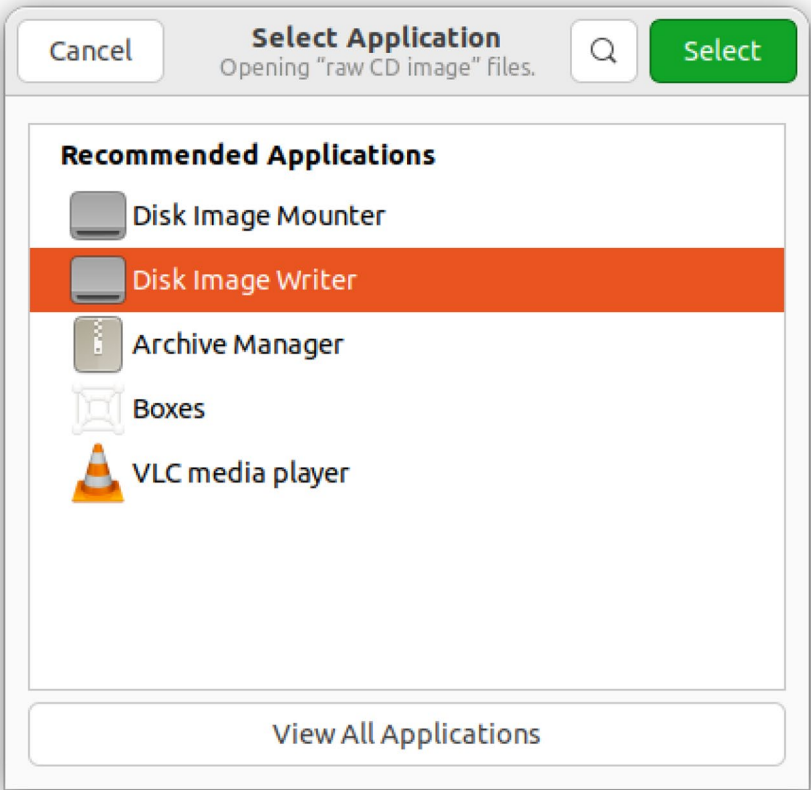 Cancel
Select Application
Opening “raw CD image” files.
Select
Recommended Applications
Disk Image Mounter
Disk Image Writer
Archive Manager
Boxes
VLC media player
View All Applications